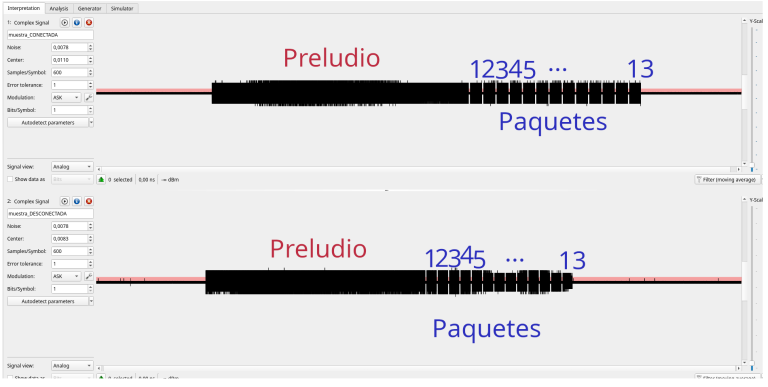 Interpretation Analysis Generator Simulator
1: Complex Signal
muestra_CONECTADA
Noise: 0,0078
Center: 0,0110
Samples/Symbol: 600
Error tolerance: 1
Modulation: ASK
Bits/Symbol: 1
Autodetect parameters
Signal view: Analog
Show data as
Preludio
12345 ... 13
Paquetes
Y-Scal
0 selected 0,00 ns -∞ dBm
Filter (moving average)
2: Complex Signal
muestra_DESCONECTADA
Noise: 0,0078
Center: 0,0083
Samples/Symbol: 600
Error tolerance: 1
Modulation: ASK
Bits/Symbol: 1
Autodetect parameters
Signal view: Analog
Preludio
12345 ... 13
Paquetes
Y-Scal